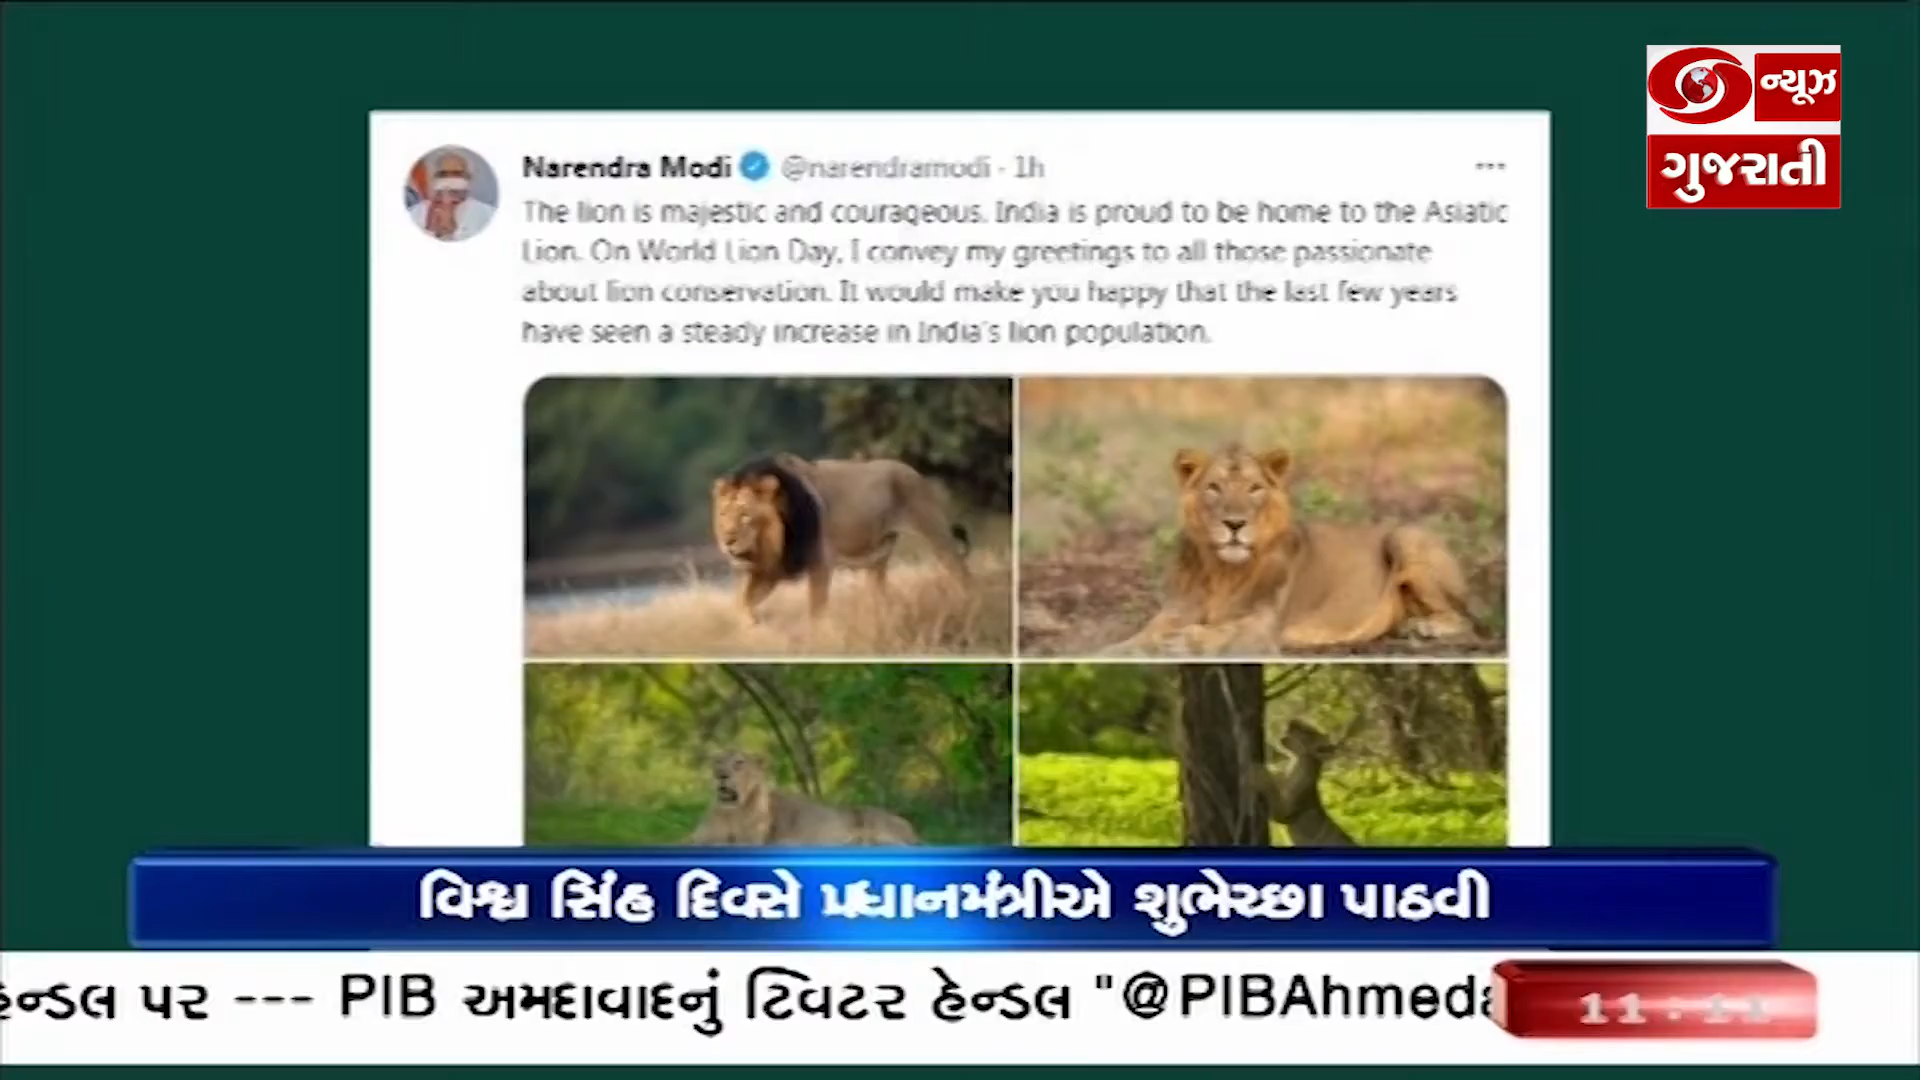 ન્યૂઝ
ગુજરાતી
Narendra Modi @narendramodi · 1h
The lion is majestic and courageous. India is proud to be home to the Asiatic
Lion. On World Lion Day, I convey my greetings to all those passionate
about lion conservation. It would make you happy that the last few years
have seen a steady increase in India's lion population.
વિશ્વ સિંહ દિવસે પ્રધાનમંત્રીએ શુભેચ્છા પાઠવી
હેન્ડલ પર --- PIB અમદાવાદનું ટ્વિટર હેન્ડલ "@PIBAhmeda